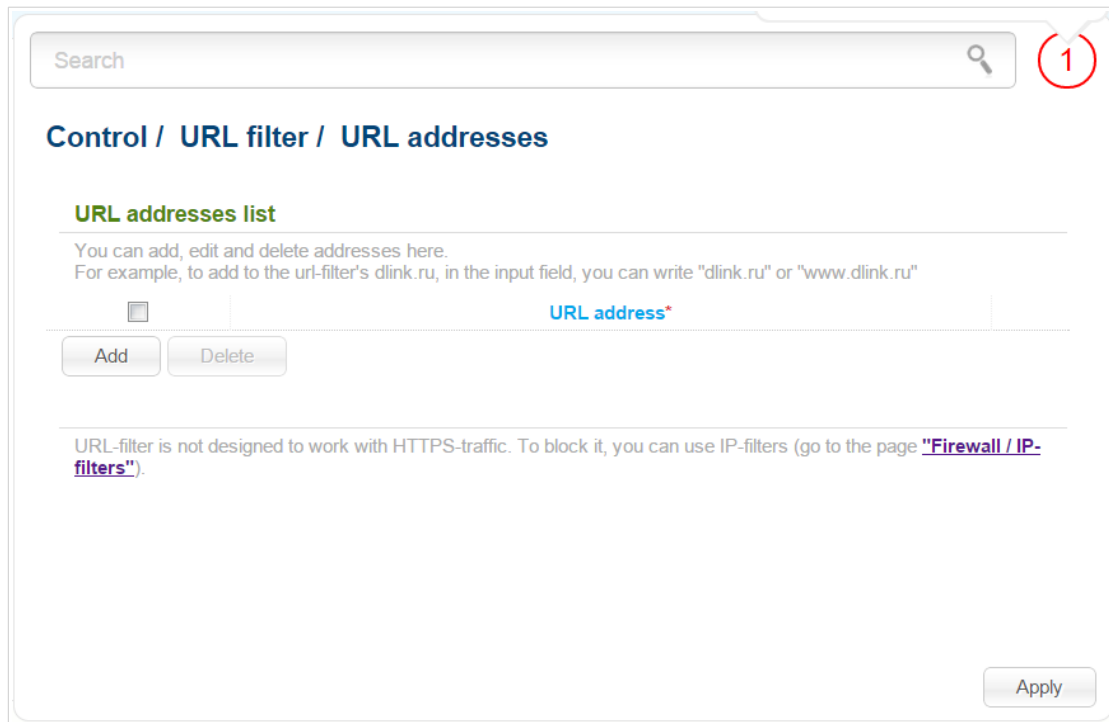 Search
1
Control / URL filter / URL addresses
URL addresses list
You can add, edit and delete addresses here.
For example, to add to the url-filter's dlink.ru, in the input field, you can write "dlink.ru" or "www.dlink.ru"
URL address*
Add Delete
URL-filter is not designed to work with HTTPS-traffic. To block it, you can use IP-filters (go to the page "Firewall / IP-
filters").
Apply